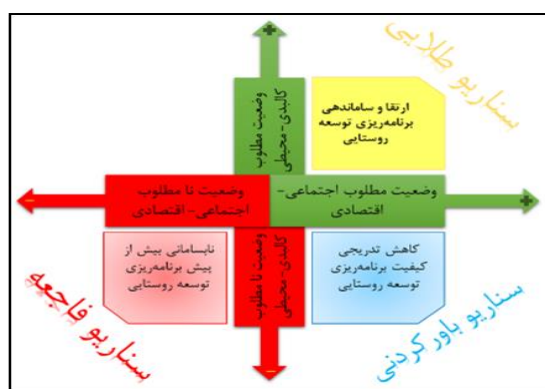 سناریو طلایی
+
کالبدی-محیطی
وضعیت مطلوب
ارتقا و ساماندهی
برنامه‌ریزی توسعه
روستایی
وضعیت مطلوب اجتماعی-
اقتصادی
+
وضعیت نا مطلوب
اجتماعی- اقتصادی
-
کاهش تدریجی
کیفیت برنامه‌ریزی
توسعه روستایی
کالبدی-محیطی
وضعیت نا مطلوب
-
نابسامانی بیش از
پیش برنامه‌ریزی
توسعه روستایی
سناریو باور کردنی
سناریو فاجعه